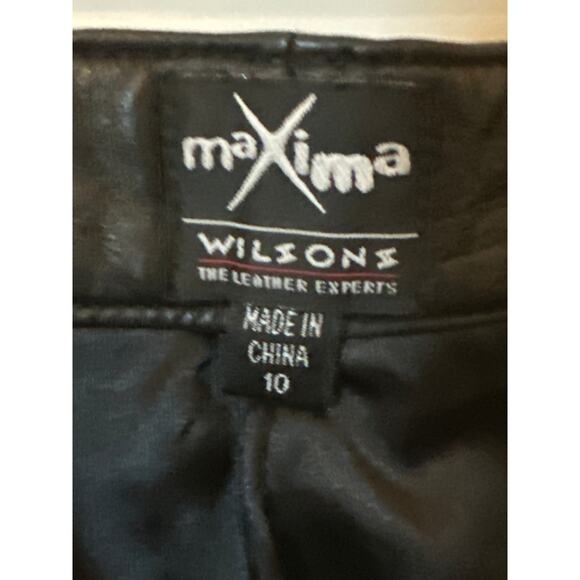 maXima
WILSONS
THE LEATHER EXPERTS
MADE IN
CHINA
10